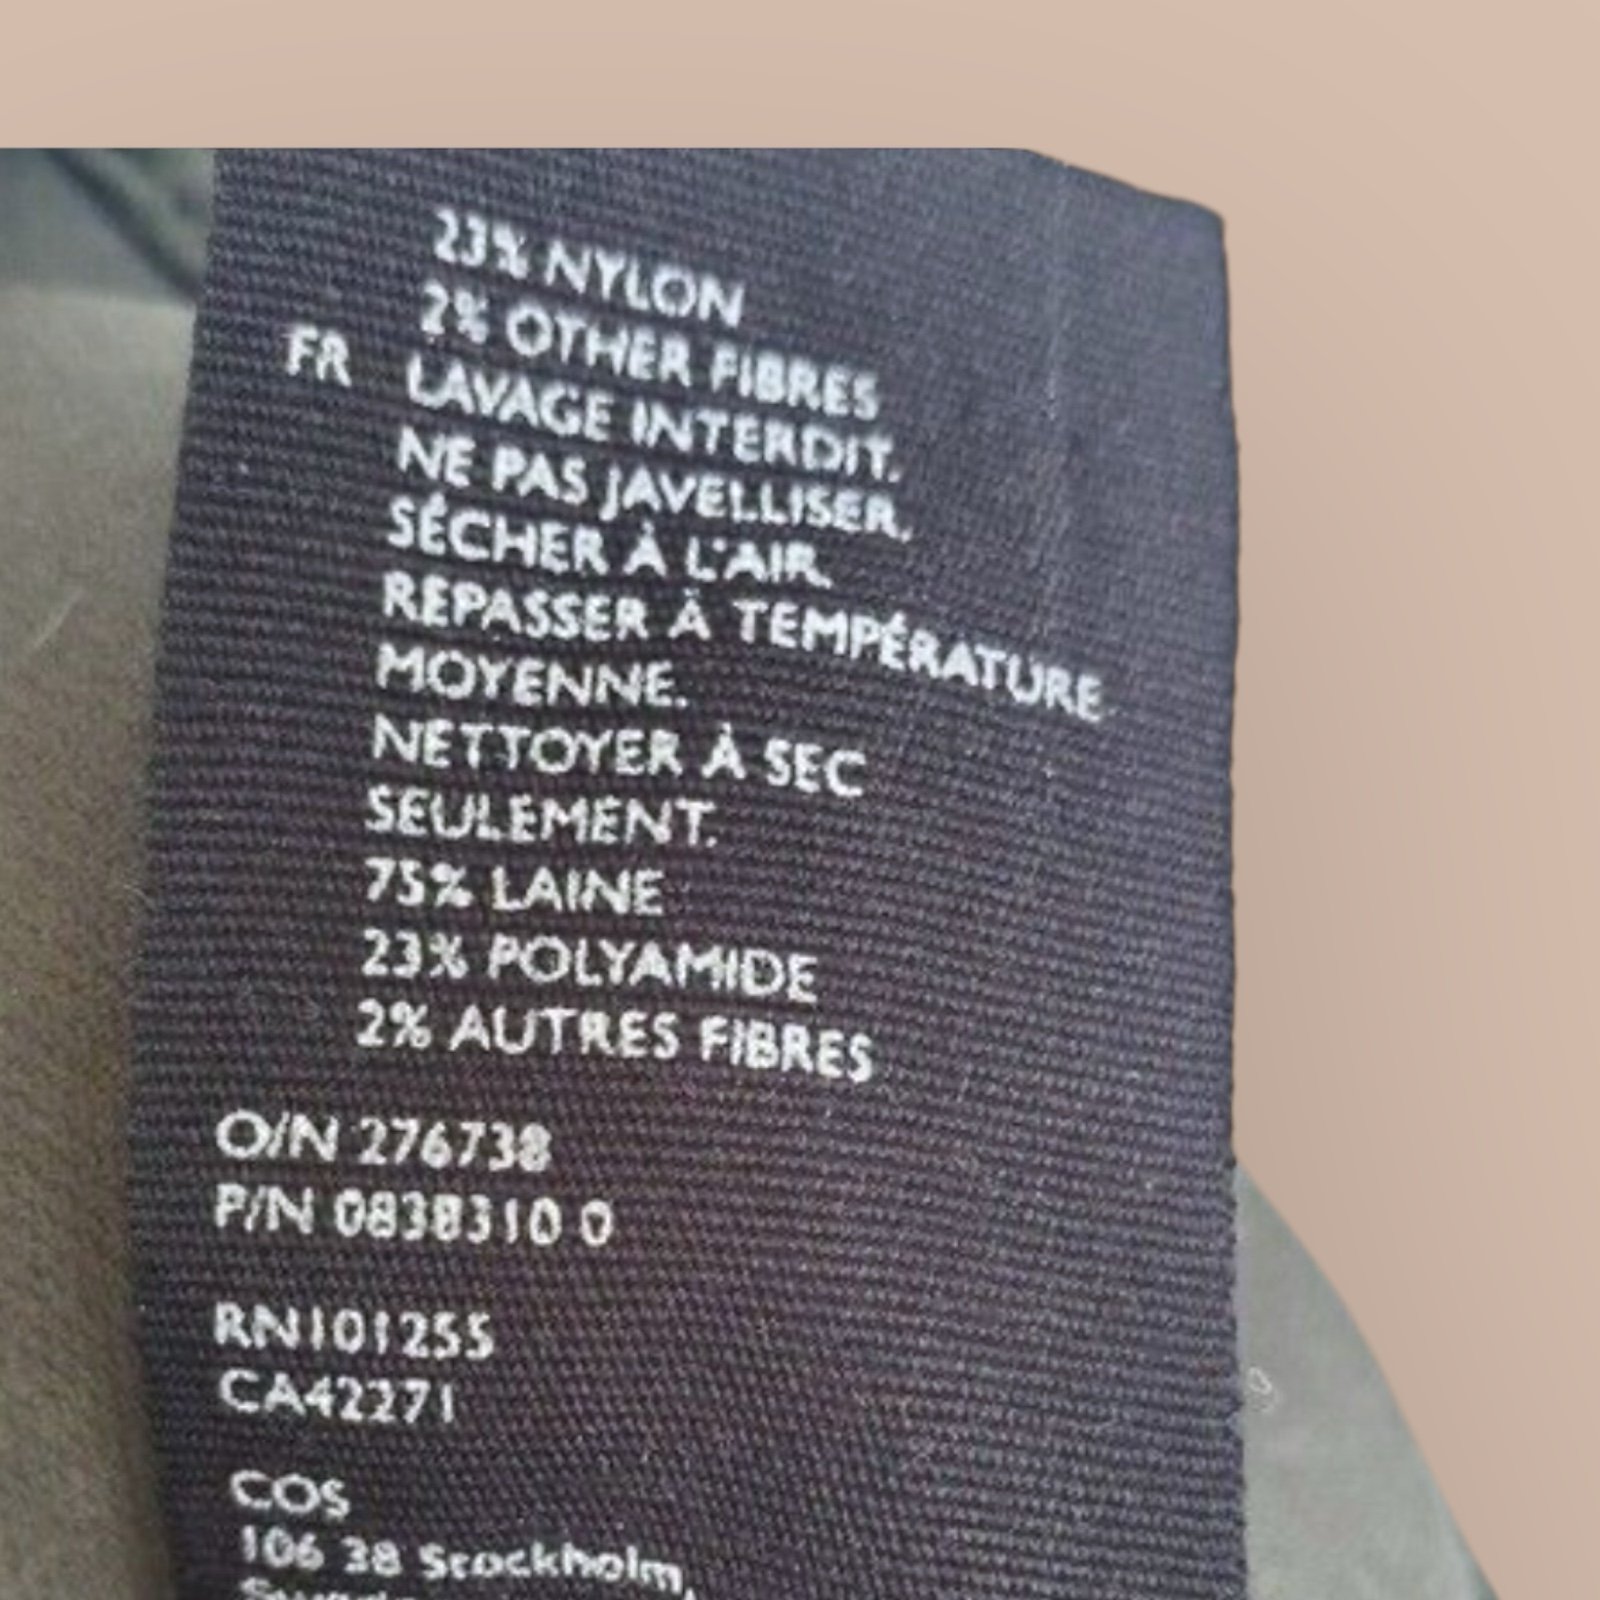 23% NYLON
2% OTHER FIBRES
FR LAVAGE INTERDIT.
NE PAS JAVELLISER.
SÉCHER À L'AIR.
REPASSER À TEMPÉRATURE
MOYENNE.
NETTOYER À SEC
SEULEMENT.
75% LAINE
23% POLYAMIDE
2% AUTRES FIBRES
O/N 276738
P/N 0838310 0
RN101255
CA42271
COS
106 38 Stockholm,